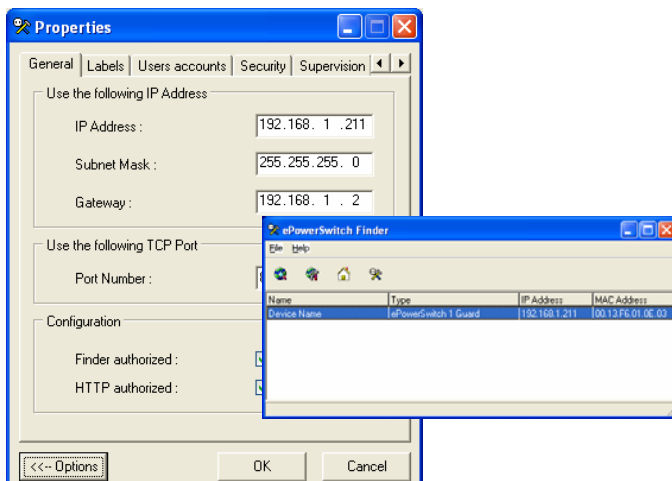 Properties
General Labels Users accounts Security Supervision
Use the following IP Address
IP Address : 192.168. 1 .211
Subnet Mask : 255.255.255. 0
Gateway : 192.168. 1 . 2
Use the following TCP Port
Port Number :
Configuration
Finder authorized :
HTTP authorized :
<<-- Options OK Cancel
ePowerSwitch Finder
File Help
Name Type IP Address MAC Address
Device Name ePowerSwitch 1 Guard 192.168.1.211 00.13.F6.01.0E.03